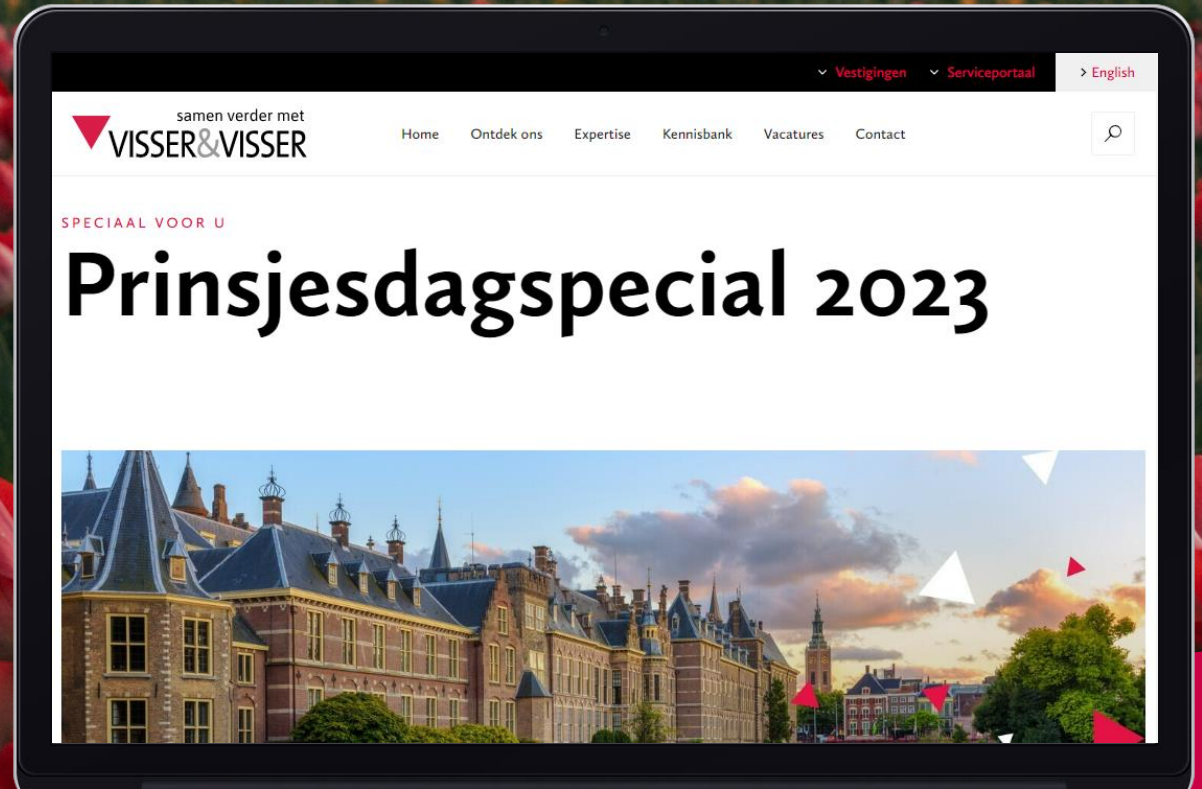 Vestigingen Serviceportaal English
samen verder met
VISSER&VISSER
Home Ontdek ons Expertise Kennisbank Vacatures Contact
SPECIAAL VOOR U
Prinsjesdagspecial 2023